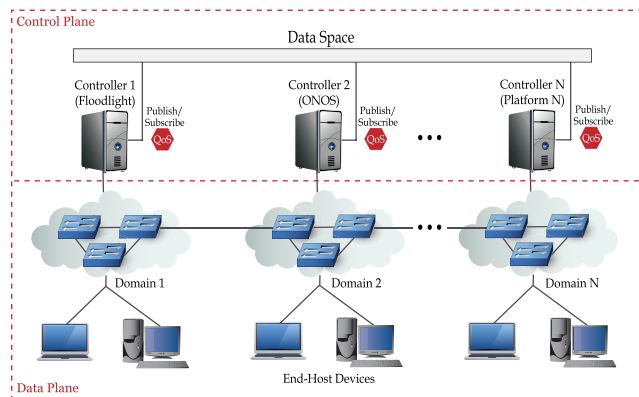 Control Plane
Data Space
Controller 1
(Floodlight)
Publish/
Subscribe
QoS
Controller 2
(ONOS)
Publish/
Subscribe
QoS
Controller N
(Platform N)
Publish/
Subscribe
QoS
Domain 1
Domain 2
Domain N
End-Host Devices
Data Plane